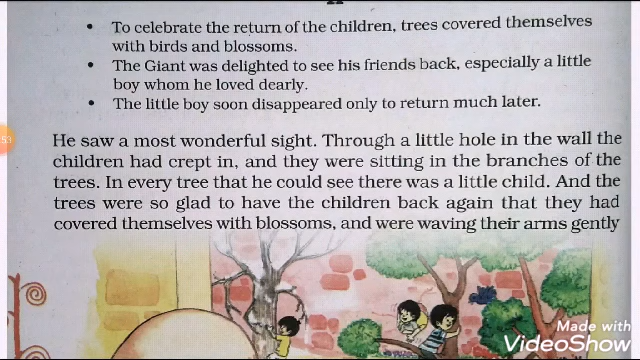 • To celebrate the return of the children, trees covered themselves
with birds and blossoms.
• The Giant was delighted to see his friends back, especially a little
boy whom he loved dearly.
• The little boy soon disappeared only to return much later.
He saw a most wonderful sight. Through a little hole in the wall the
children had crept in, and they were sitting in the branches of the
trees. In every tree that he could see there was a little child. And the
trees were so glad to have the children back again that they had
covered themselves with blossoms, and were waving their arms gently
53
Made with
VideoShow